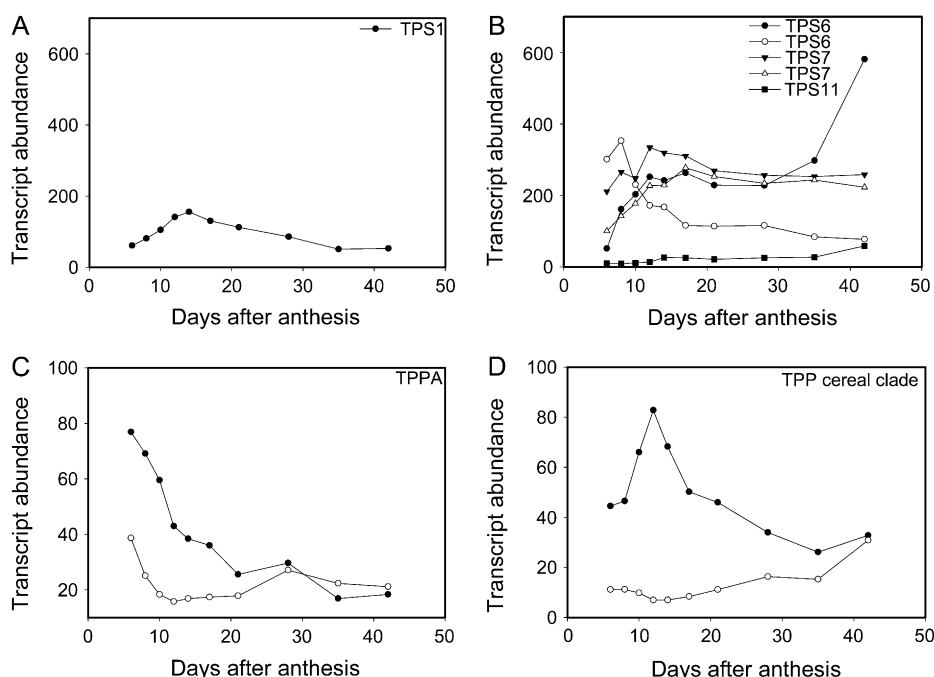 A
TPS1
Transcript abundance
600
400
200
0
0 10 20 30 40 50
Days after anthesis
B
TPS6
TPS6
TPS7
TPS7
TPS11
Transcript abundance
600
400
200
0
0 10 20 30 40 50
Days after anthesis
C
TPPA
Transcript abundance
100
80
60
40
20
0 10 20 30 40 50
Days after anthesis
D
TPP cereal clade
Transcript abundance
100
80
60
40
20
0
0 10 20 30 40 50
Days after anthesis